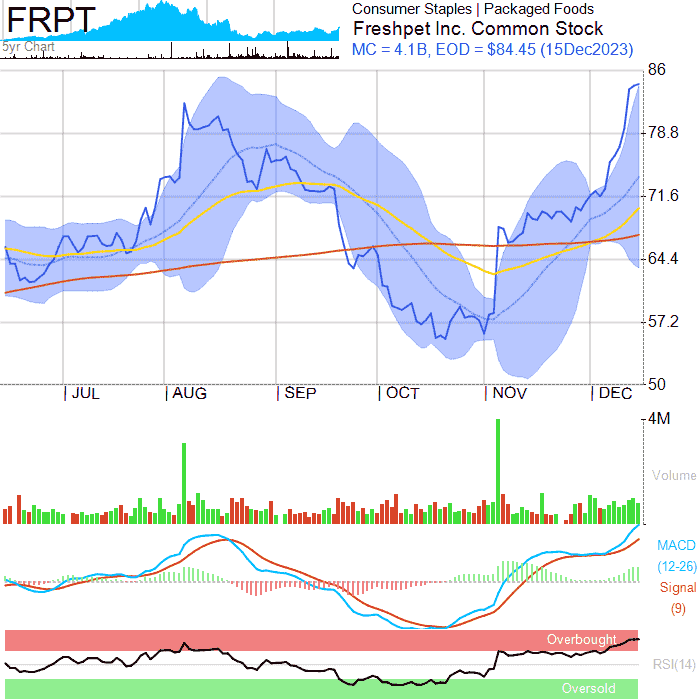 FRPT
Consumer Staples | Packaged Foods
Freshpet Inc. Common Stock
MC = 4.1B, EOD = $84.45 (15Dec2023)
5yr Chart
86
78.8
71.6
64.4
57.2
50
JUL
AUG
SEP
OCT
NOV
DEC
4M
Volume
MACD
(12-26)
Signal
(9)
Overbought
RSI(14)
Oversold